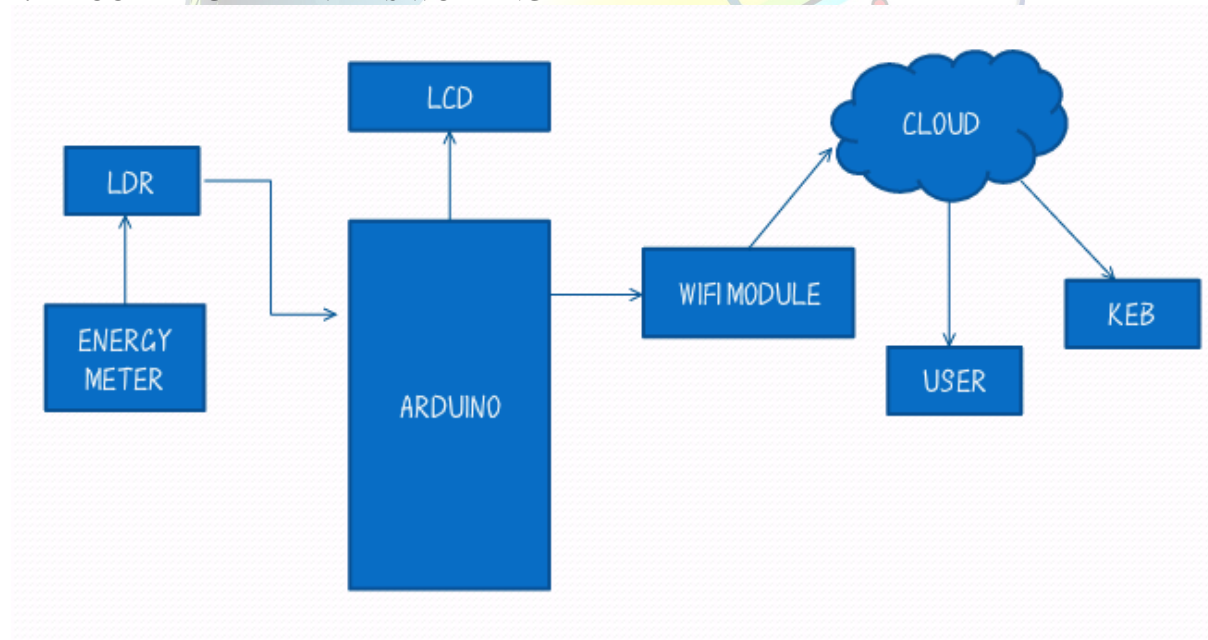 LCD
CLOUD
LDR
WIFI MODULE
KEB
ENERGY
METER
USER
ARDUINO